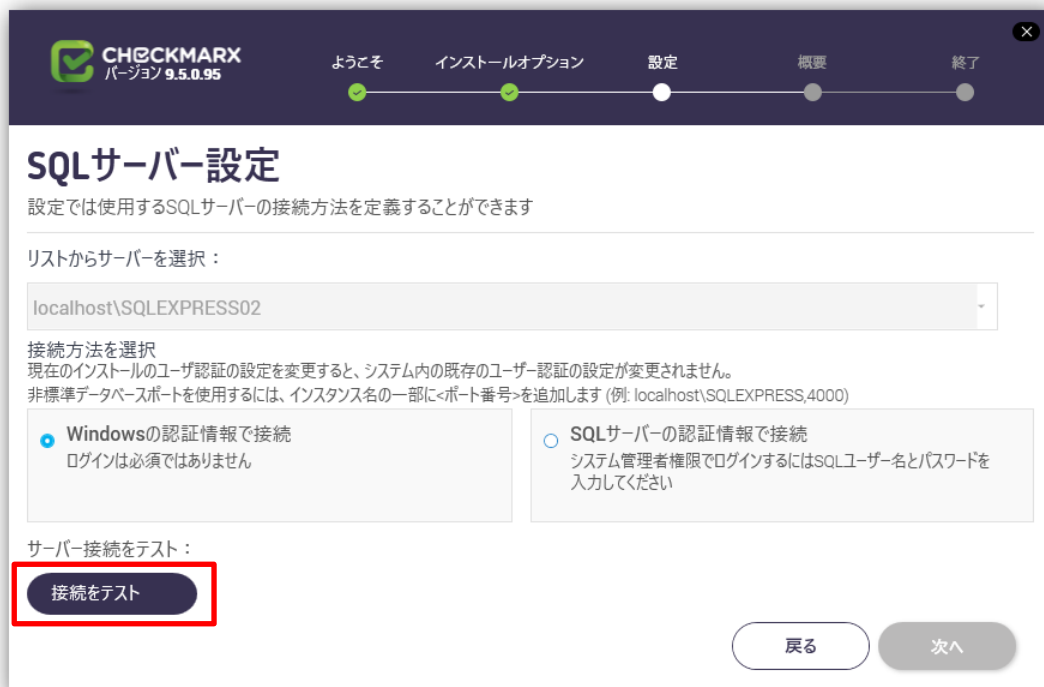 CHECKMARX
バージョン 9.5.0.95
ようこそ
インストールオプション
設定
概要
終了
SQLサーバー設定
設定では使用するSQLサーバーの接続方法を定義することができます
リストからサーバーを選択：
localhost\SQLEXPRESS02
接続方法を選択
現在のインストールのユーザ認証の設定を変更すると、システム内の既存のユーザー認証の設定が変更されません。
非標準データベースポートを使用するには、インスタンス名の一部に<ポート番号>を追加します (例: localhost\SQLEXPRESS,4000)
Windowsの認証情報で接続
ログインは必須ではありません
SQLサーバーの認証情報で接続
システム管理者権限でログインするにはSQLユーザー名とパスワードを
入力してください
サーバー接続をテスト：
接続をテスト
戻る
次へ